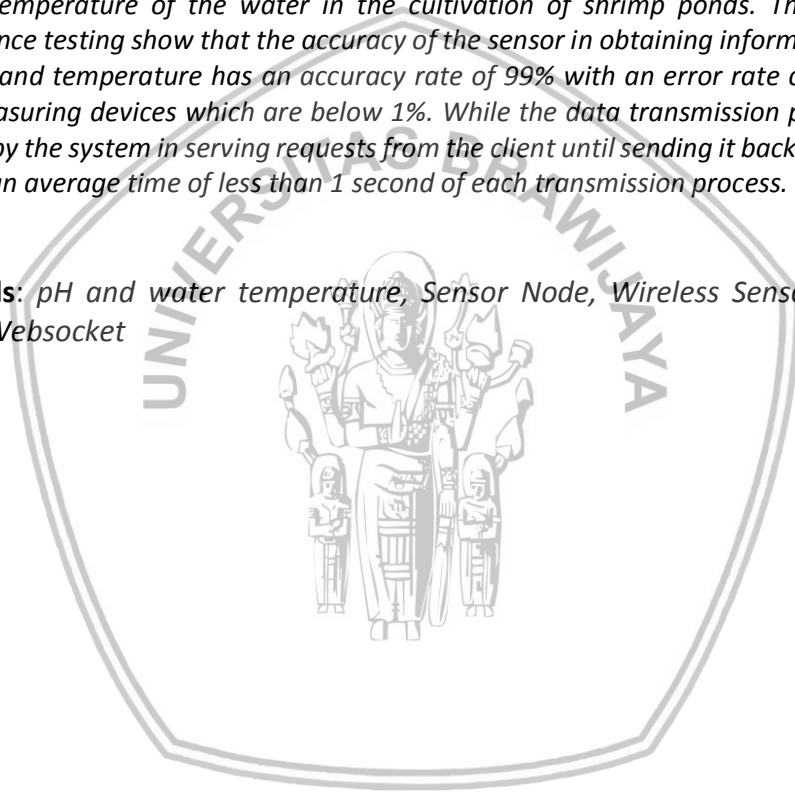 emperature of the water in the cultivation of shrimp ponds. Th
nce testing show that the accuracy of the sensor in obtaining inform
and temperature has an accuracy rate of 99% with an error rate
asuring devices which are below 1%. While the data transmission p
by the system in serving requests from the client until sending it back
an average time of less than 1 second of each transmission process.
ds: pH and water temperature, Sensor Node, Wireless Senso
Websocket
UNIVERSITAS BRAWIJAYA